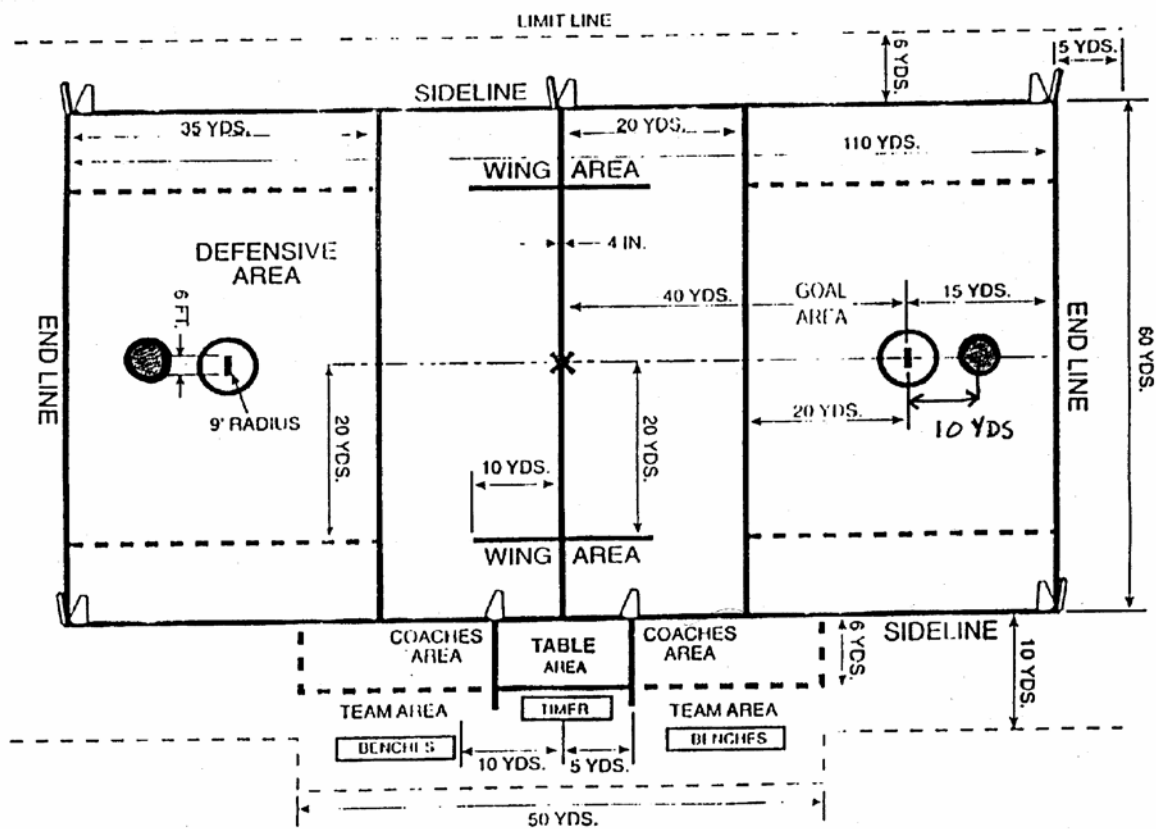 LIMIT LINE
6 YDS.
5 YDS.
SIDELINE
35 YDS.
20 YDS.
110 YDS.
WING AREA
4 IN.
DEFENSIVE
AREA
6 FT.
40 YDS.
GOAL
AREA
15 YDS.
END LINE
END LINE
60 YDS.
9' RADIUS
20 YDS.
20 YDS.
20 YDS.
10 YDS
10 YDS.
WING AREA
COACHES
AREA
TABLE
AREA
COACHES
AREA
6 YDS.
SIDELINE
10 YDS.
TEAM AREA
TIMER
TEAM AREA
BENCHES
10 YDS.
5 YDS.
BENCHES
50 YDS.